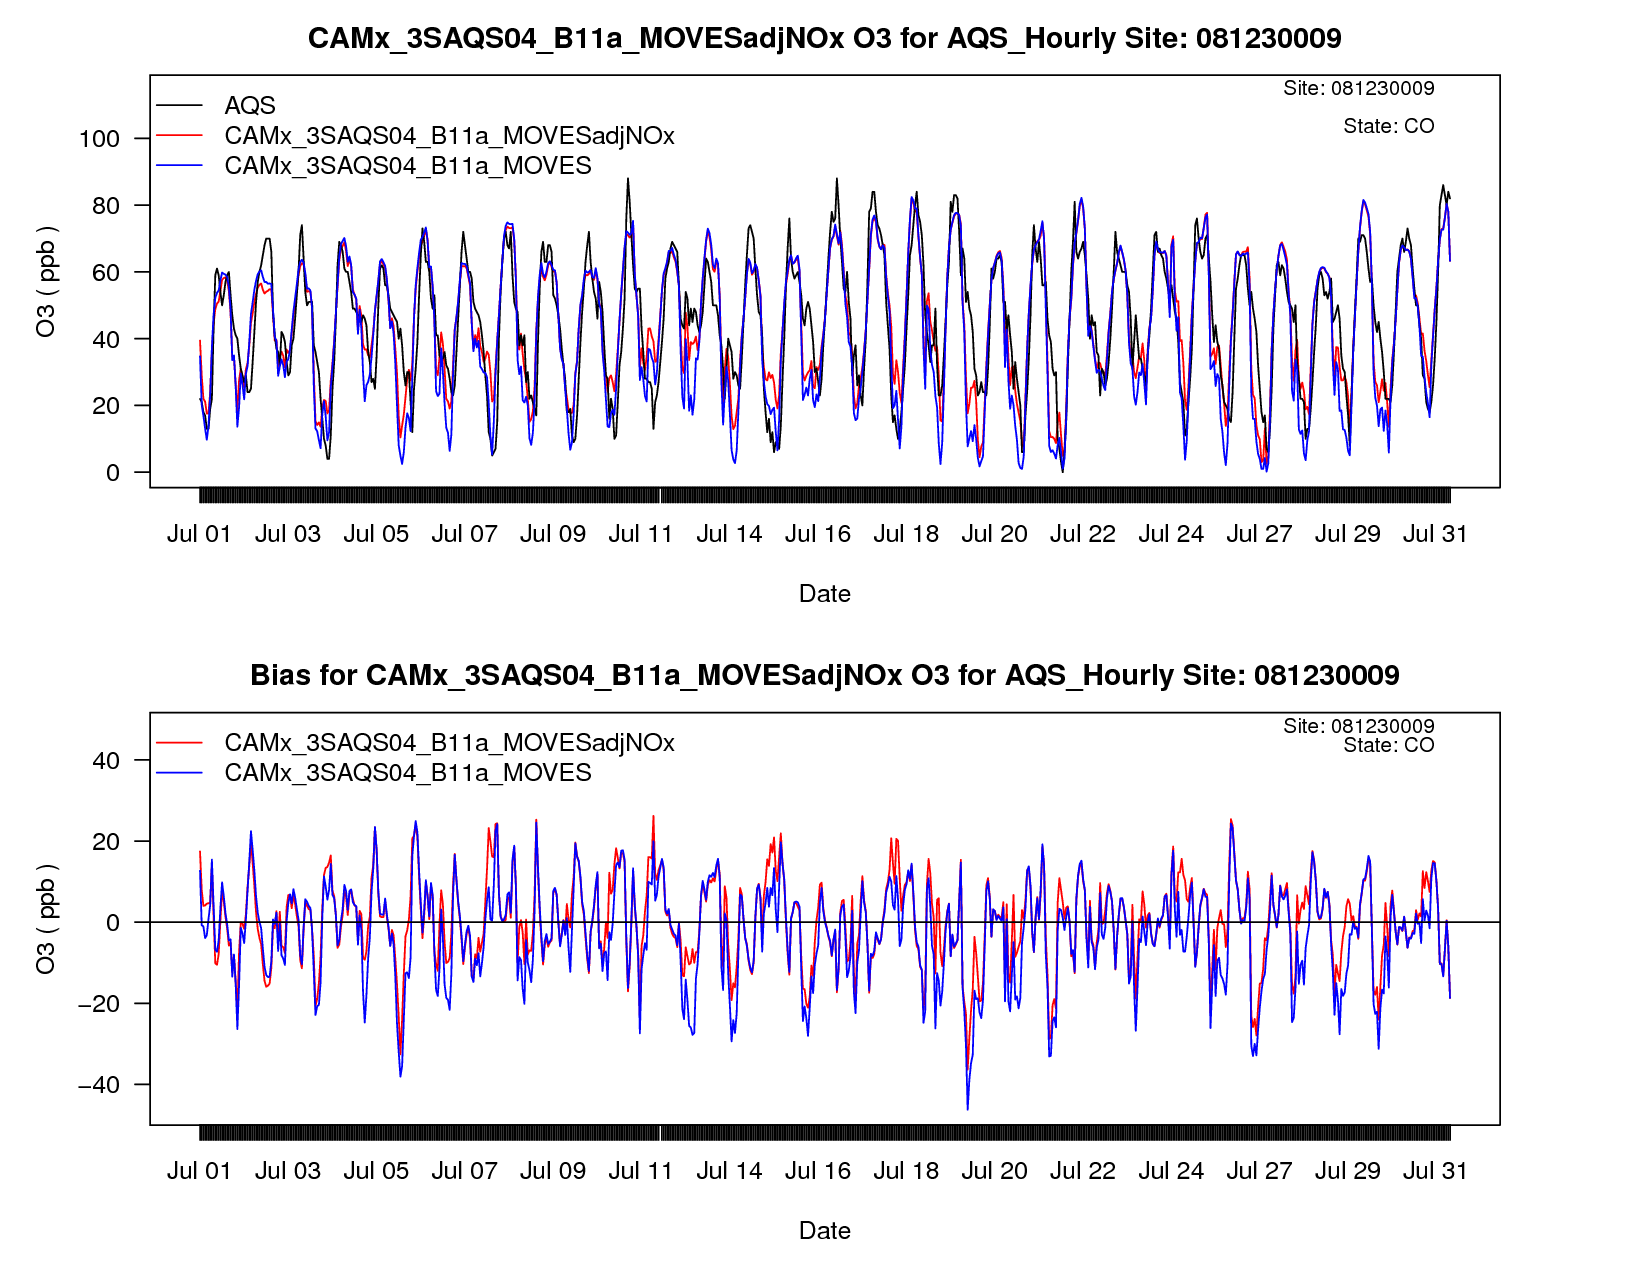 CAMx_3SAQS04_B11a_MOVESadjNOx O3 for AQS_Hourly Site: 081230009
Site: 081230009
State: CO
AQS
CAMx_3SAQS04_B11a_MOVESadjNOx
CAMx_3SAQS04_B11a_MOVES
O3 ( ppb )
100
80
60
40
20
0
Jul 01 Jul 03 Jul 05 Jul 07 Jul 09 Jul 11 Jul 14 Jul 16 Jul 18 Jul 20 Jul 22 Jul 24 Jul 27 Jul 29 Jul 31
Date
Bias for CAMx_3SAQS04_B11a_MOVESadjNOx O3 for AQS_Hourly Site: 081230009
Site: 081230009
State: CO
CAMx_3SAQS04_B11a_MOVESadjNOx
CAMx_3SAQS04_B11a_MOVES
O3 ( ppb )
40
20
0
−20
−40
Jul 01 Jul 03 Jul 05 Jul 07 Jul 09 Jul 11 Jul 14 Jul 16 Jul 18 Jul 20 Jul 22 Jul 24 Jul 27 Jul 29 Jul 31
Date